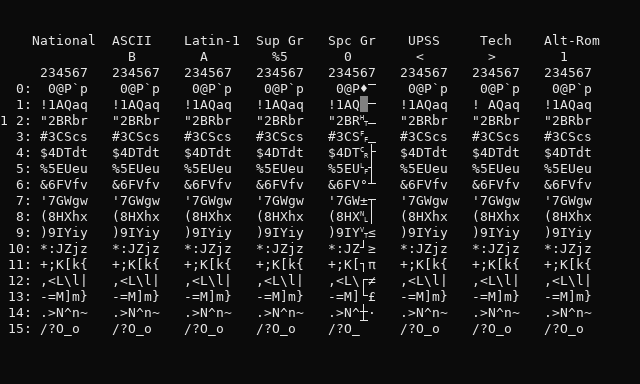 National  ASCII    Latin-1  Sup Gr   Spc Gr    UPSS     Tech    Alt-Rom
            B        A        %5       0        <        >        1
     234567   234567   234567   234567   234567   234567   234567   234567
  0:  0@P`p    0@P`p    0@P`p    0@P`p    0@P♦⎺    0@P`p    0@P`p    0@P`p
  1: !1AQaq   !1AQaq   !1AQaq   !1AQaq   !1AQ▒⎻   !1AQaq   ! AQaq   !1AQaq
1 2: "2BRbr   "2BRbr   "2BRbr   "2BRbr   "2BR␉─   "2BRbr   "2BRbr   "2BRbr
  3: #3CScs   #3CScs   #3CScs   #3CScs   #3CS␌⎼   #3CScs   #3CScs   #3CScs
  4: $4DTdt   $4DTdt   $4DTdt   $4DTdt   $4DT␍├   $4DTdt   $4DTdt   $4DTdt
  5: %5EUeu   %5EUeu   %5EUeu   %5EUeu   %5EU␊┤   %5EUeu   %5EUeu   %5EUeu
  6: &6FVfv   &6FVfv   &6FVfv   &6FVfv   &6FV°┴   &6FVfv   &6FVfv   &6FVfv
  7: '7GWgw   '7GWgw   '7GWgw   '7GWgw   '7GW±┬   '7GWgw   '7GWgw   '7GWgw
  8: (8HXhx   (8HXhx   (8HXhx   (8HXhx   (8HX␤│   (8HXhx   (8HXhx   (8HXhx
  9: )9IYiy   )9IYiy   )9IYiy   )9IYiy   )9IY␋≤   )9IYiy   )9IYiy   )9IYiy
 10: *:JZjz   *:JZjz   *:JZjz   *:JZjz   *:JZ┘≥   *:JZjz   *:JZjz   *:JZjz
 11: +;K[k{   +;K[k{   +;K[k{   +;K[k{   +;K[┐π   +;K[k{   +;K[k{   +;K[k{
 12: ,<L\l|   ,<L\l|   ,<L\l|   ,<L\l|   ,<L\┌≠   ,<L\l|   ,<L\l|   ,<L\l|
 13: -=M]m}   -=M]m}   -=M]m}   -=M]m}   -=M]└£   -=M]m}   -=M]m}   -=M]m}
 14: .>N^n~   .>N^n~   .>N^n~   .>N^n~   .>N^┼·   .>N^n~   .>N^n~   .>N^n~
 15: /?O_o    /?O_o    /?O_o    /?O_o    /?O_     /?O_o    /?O_o    /?O_o